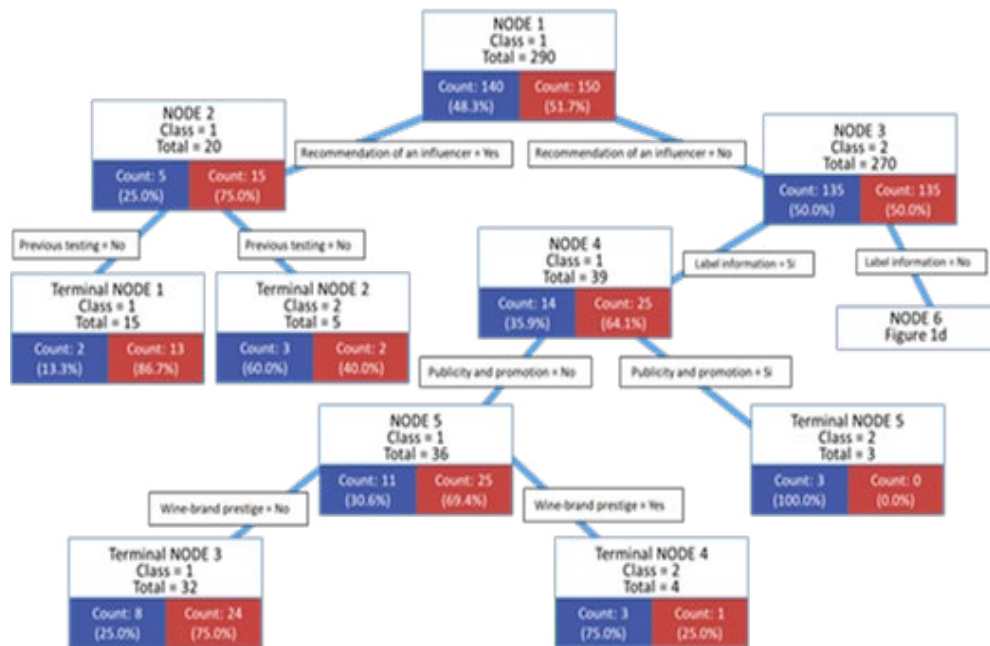 NODE 1
Class = 1
Total = 290
Count: 140
(48.3%)
Count: 150
(51.7%)
Recommendation of an influencer = Yes
Recommendation of an influencer = No
NODE 2
Class = 1
Total = 20
Count: 5
(25.0%)
Count: 15
(75.0%)
NODE 3
Class = 2
Total = 270
Count: 135
(50.0%)
Count: 135
(50.0%)
Previous testing = No
Previous testing = No
Label information = Si
Label information = No
Terminal NODE 1
Class = 1
Total = 15
Count: 2
(13.3%)
Count: 13
(86.7%)
Terminal NODE 2
Class = 2
Total = 5
Count: 3
(60.0%)
Count: 2
(40.0%)
NODE 4
Class = 1
Total = 39
Count: 14
(35.9%)
Count: 25
(64.1%)
NODE 6
Figure 1d
Publicity and promotion = No
Publicity and promotion = Si
NODE 5
Class = 1
Total = 36
Count: 11
(30.6%)
Count: 25
(69.4%)
Terminal NODE 5
Class = 2
Total = 3
Count: 3
(100.0%)
Count: 0
(0.0%)
Wine-brand prestige = No
Wine-brand prestige = Yes
Terminal NODE 3
Class = 1
Total = 32
Count: 8
(25.0%)
Count: 24
(75.0%)
Terminal NODE 4
Class = 2
Total = 4
Count: 3
(75.0%)
Count: 1
(25.0%)